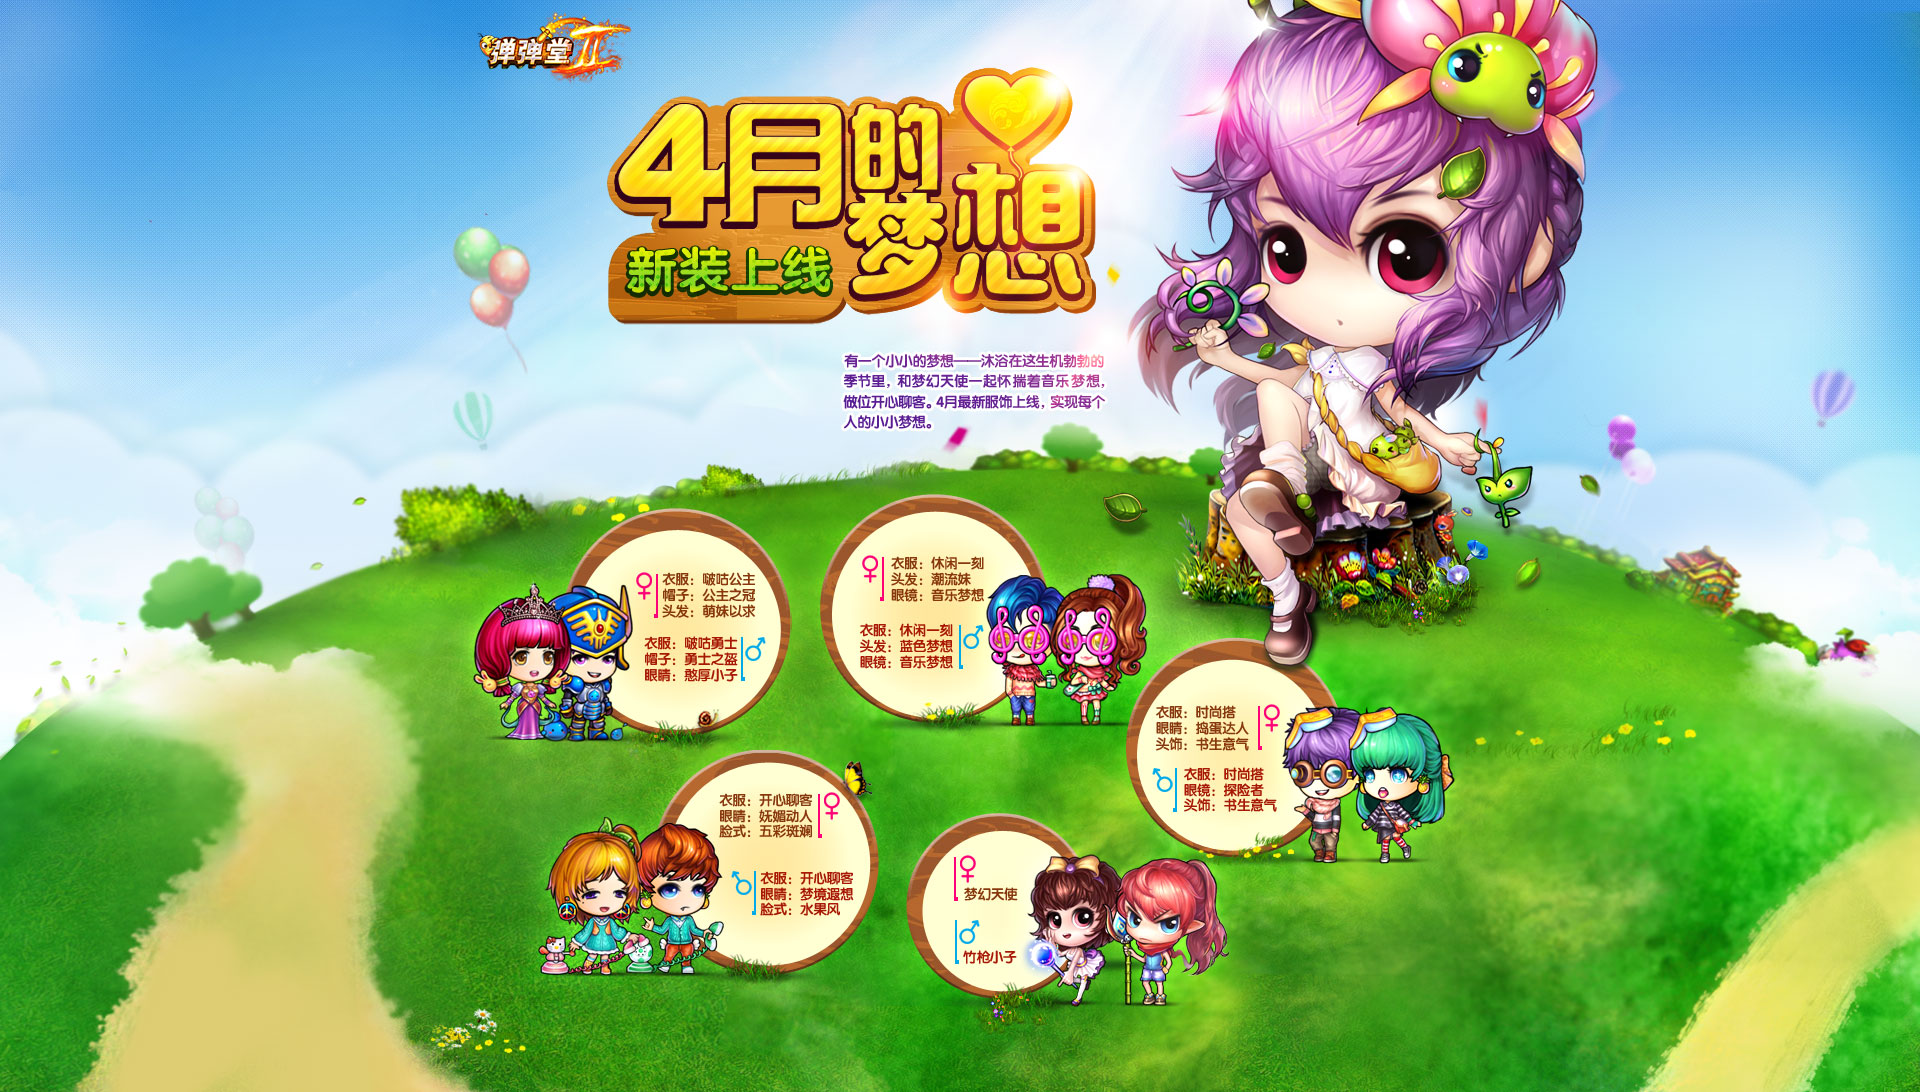 弹弹堂II
4月的梦想
新装上线
有一个小小的梦想——沐浴在这生机勃勃的
季节里，和梦幻天使一起怀揣着音乐梦想，
做位开心聊客。4月最新服饰上线，实现每个
人的小小梦想。
♀
衣服：啵咕公主
帽子：公主之冠
头发：萌妹以求
衣服：啵咕勇士
帽子：勇士之盔
眼睛：憨厚小子
♂
♀
衣服：休闲一刻
头发：潮流妹
眼镜：音乐梦想
衣服：休闲一刻
头发：蓝色梦想
眼镜：音乐梦想
♂
衣服：时尚搭
眼睛：捣蛋达人
头饰：书生意气
♀
♂
衣服：时尚搭
眼镜：探险者
头饰：书生意气
衣服：开心聊客
眼睛：妩媚动人
脸式：五彩斑斓
♀
♂
衣服：开心聊客
眼睛：梦境遐想
脸式：水果风
♀
梦幻天使
♂
竹枪小子